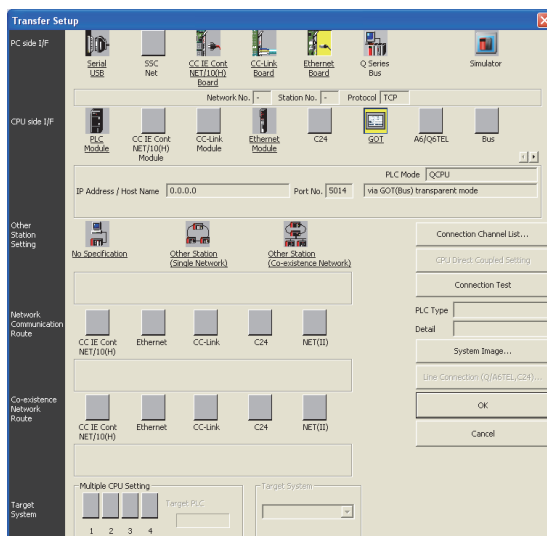 Transfer Setup
PC side I/F
Serial
USB
SSC
Net
CC IE Cont
NET/10(H)
Board
CC-Link
Board
Ethernet
Board
Q Series
Bus
Simulator
Network No. - Station No. - Protocol TCP
CPU side I/F
PLC
Module
CC IE Cont
NET/10(H)
Module
CC-Link
Module
Ethernet
Module
C24
GOT
A6/Q6TEL
Bus
PLC Mode QCPU
IP Address / Host Name 0.0.0.0 Port No. 5014 via GOT(Bus) transparent mode
Other
Station
Setting
No Specification
Other Station
(Single Network)
Other Station
(Co-existence Network)
Connection Channel List...
CPU Direct Coupled Setting
Connection Test
PLC Type
Detail
System Image...
Line Connection (Q/A6TEL,C24)...
OK
Cancel
Network
Communication
Route
CC IE Cont
NET/10(H)
Ethernet
CC-Link
C24
NET(II)
Co-existence
Network
Route
CC IE Cont
NET/10(H)
Ethernet
CC-Link
C24
NET(II)
Target
System
Multiple CPU Setting
Target PLC
1 2 3 4
Target System